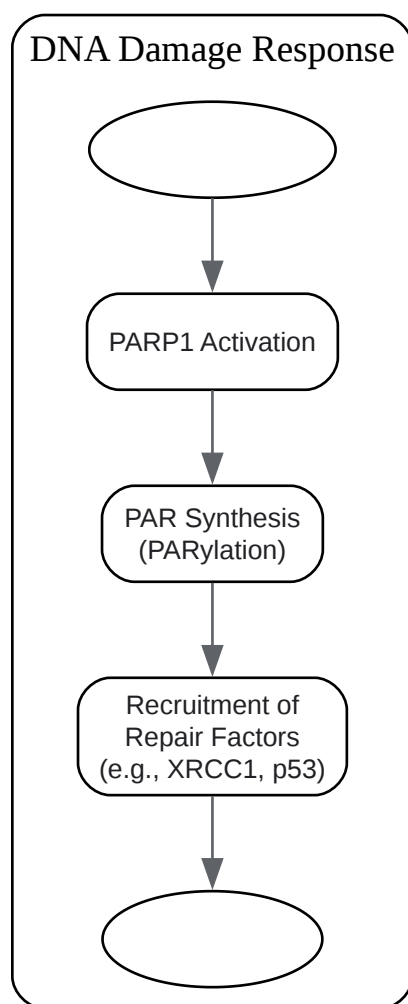 DNA Damage Response
PARP1 Activation
PAR Synthesis
(PARylation)
Recruitment of
Repair Factors
(e.g., XRCC1, p53)